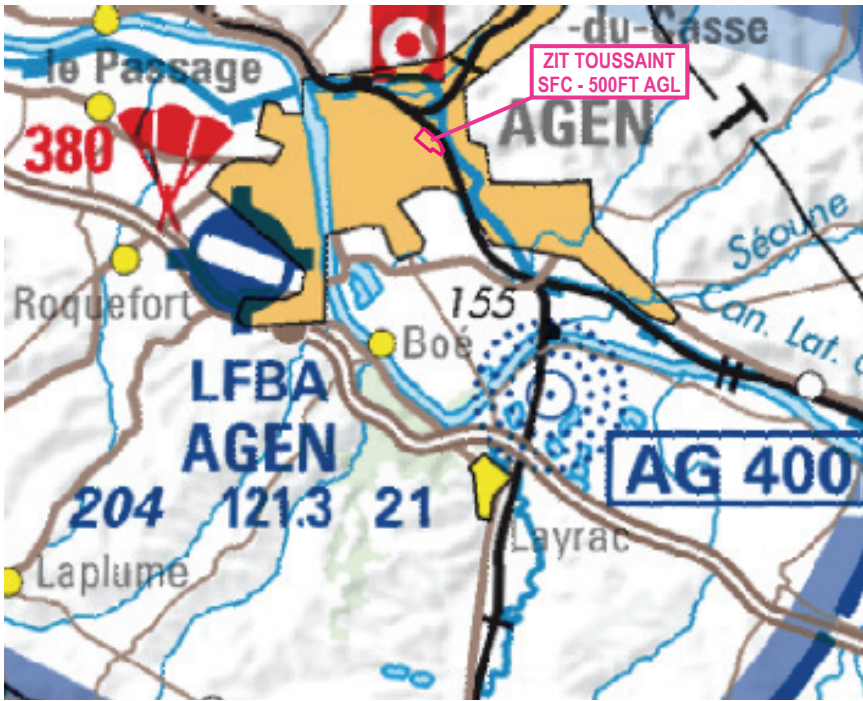 -du-Casse
le Passage
ZIT TOUSSAINT
SFC - 500FT AGL
AGEN
380
Séoune
Roquefort
155
Can. Lat.
Boé
LFBA
AGEN
AG 400
204 121.3 21
Layrac
Laplume